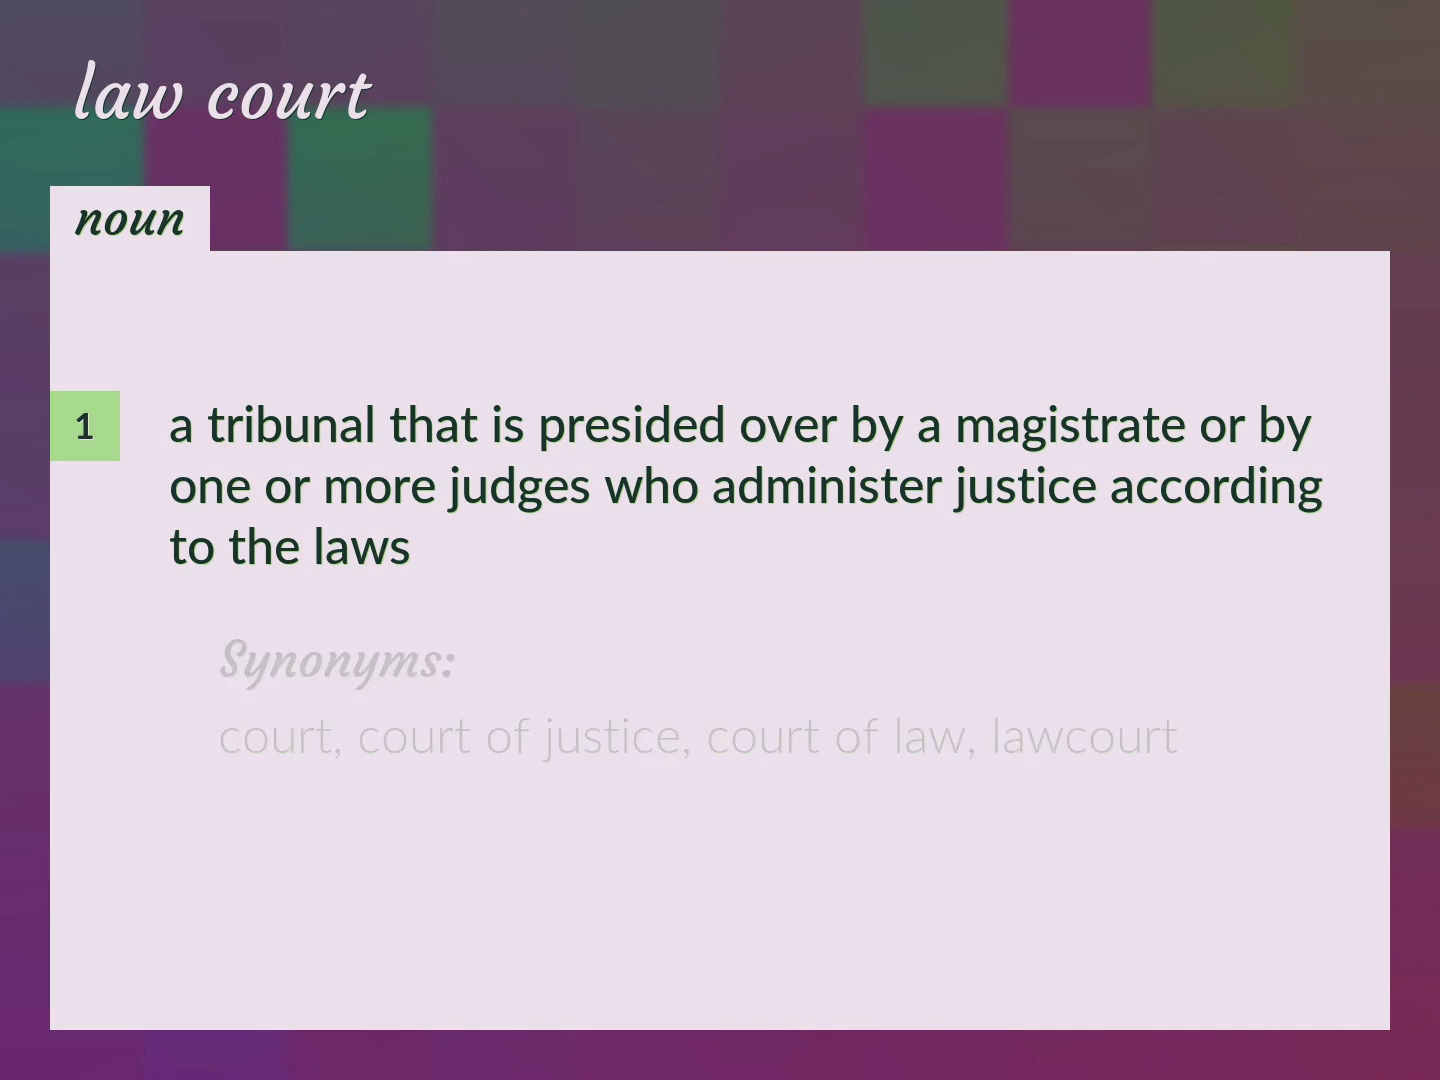 law court
noun
1
a tribunal that is presided over by a magistrate or by
one or more judges who administer justice according
to the laws
Synonyms:
court, court of justice, court of law, lawcourt